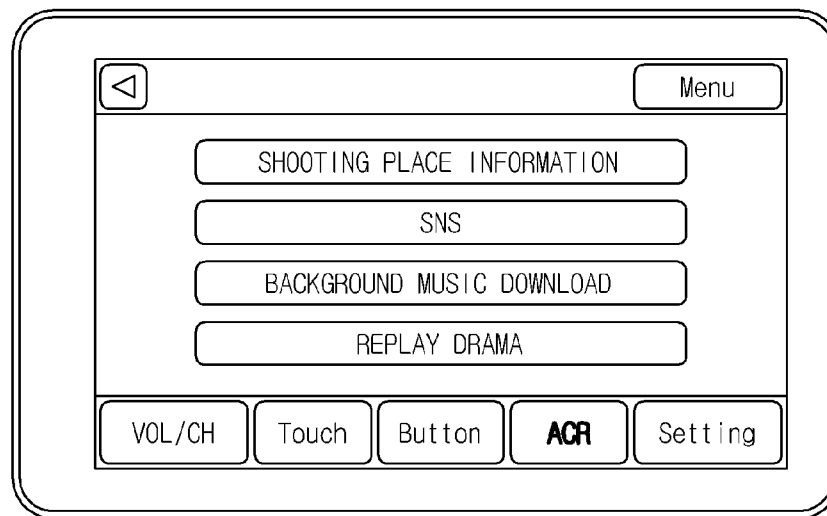 Menu
SHOOTING PLACE INFORMATION
SNS
BACKGROUND MUSIC DOWNLOAD
REPLAY DRAMA
VOL/CH Touch Button ACR Setting